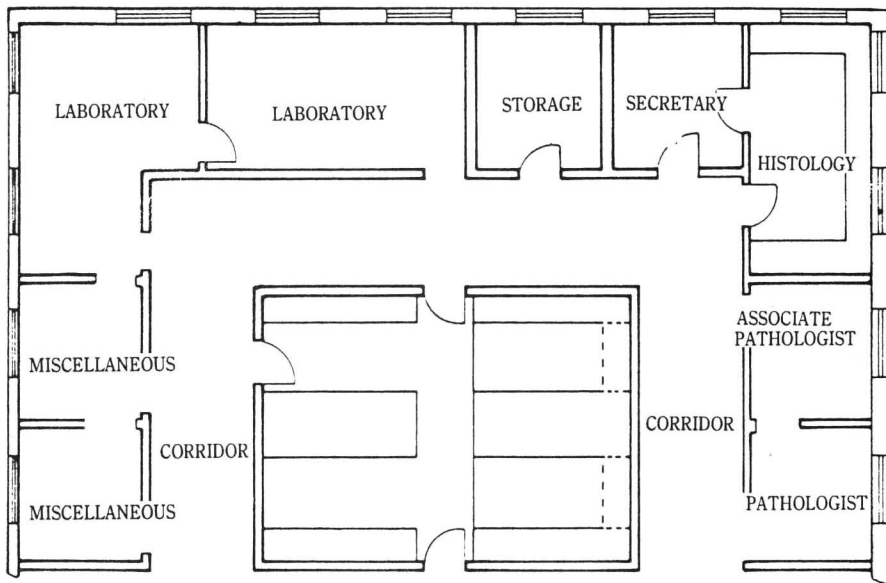 LABORATORY
LABORATORY
STORAGE
SECRETARY
HISTOLOGY
ASSOCIATE
PATHOLOGIST
MISCELLANEOUS
CORRIDOR
CORRIDOR
MISCELLANEOUS
PATHOLOGIST